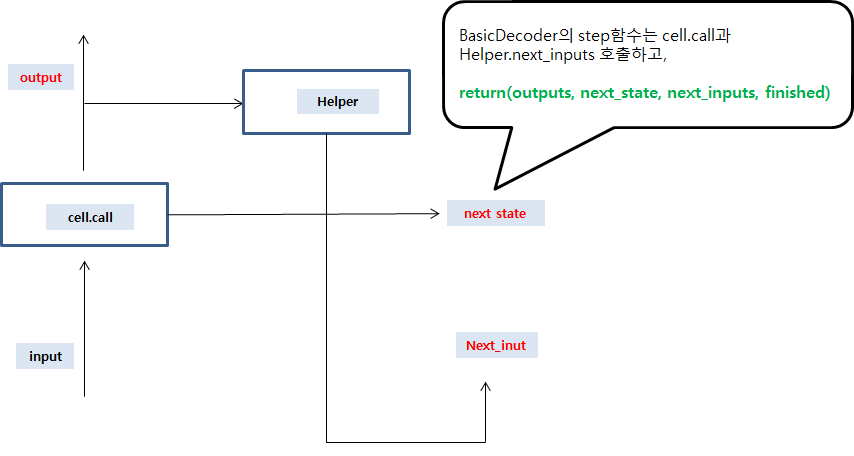 BasicDecoder의 step함수는 cell.call과
Helper.next_inputs 호출하고,
return(outputs, next_state, next_inputs, finished)
output
Helper
cell.call
next state
input
Next_inut